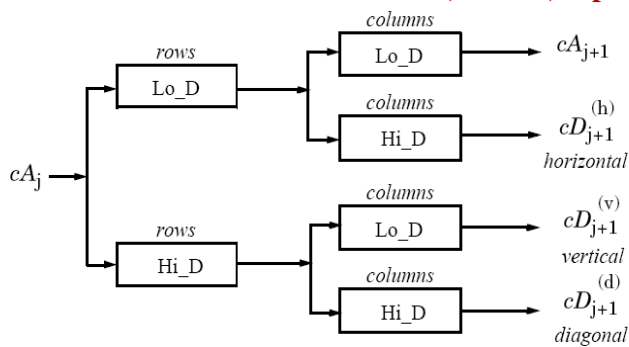 columns
rows
Lo_D
cA_{j+1}
Lo_D
columns
Hi_D
cD_{j+1}^{(h)}
horizontal
cA_j
columns
rows
Lo_D
cD_{j+1}^{(v)}
vertical
Hi_D
columns
Hi_D
cD_{j+1}^{(d)}
diagonal